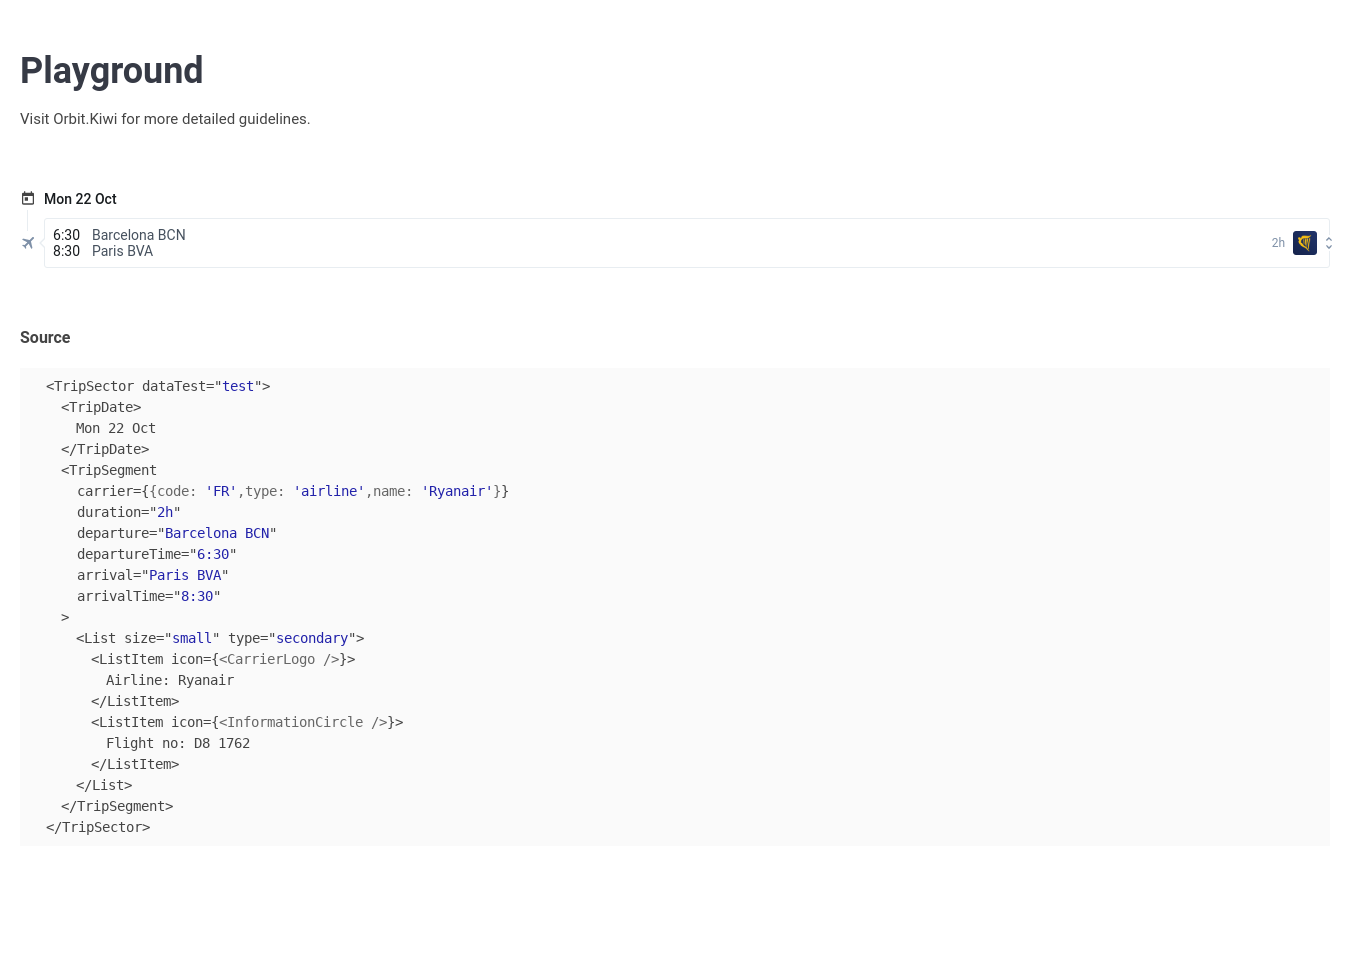 Playground
Visit Orbit.Kiwi for more detailed guidelines.
Mon 22 Oct
6:30 Barcelona BCN
8:30 Paris BVA
2h
Source
<TripSector dataTest="test">
<TripDate>
Mon 22 Oct
</TripDate>
<TripSegment
carrier={{code: 'FR',type: 'airline',name: 'Ryanair'}}
duration="2h"
departure="Barcelona BCN"
departureTime="6:30"
arrival="Paris BVA"
arrivalTime="8:30"
>
<List size="small" type="secondary">
<ListItem icon={<CarrierLogo />}>
Airline: Ryanair
</ListItem>
<ListItem icon={<InformationCircle />}>
Flight no: D8 1762
</ListItem>
</List>
</TripSegment>
</TripSector>